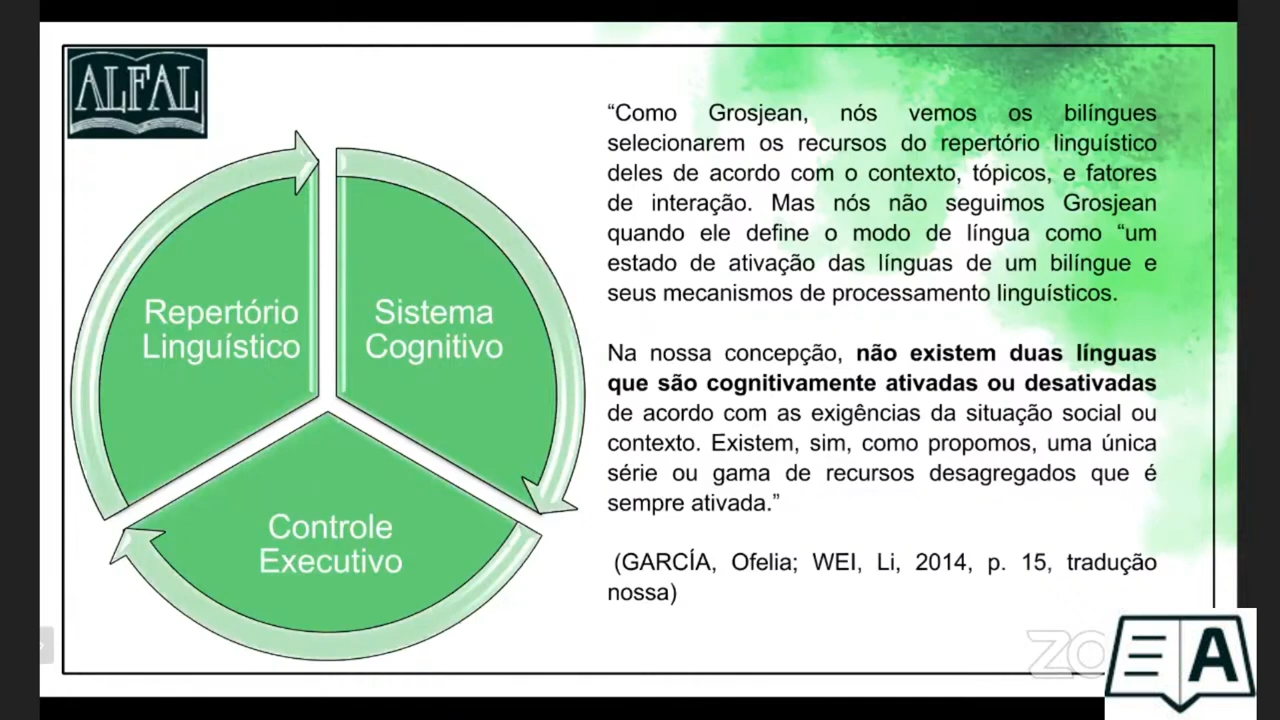 ALFAL
Repertório
Linguístico
Sistema
Cognitivo
Controle
Executivo
“Como Grosjean, nós vemos os bilíngues
selecionarem os recursos do repertório linguístico
deles de acordo com o contexto, tópicos, e fatores
de interação. Mas nós não seguimos Grosjean
quando ele define o modo de língua como “um
estado de ativação das línguas de um bilíngue e
seus mecanismos de processamento linguísticos.
Na nossa concepção, não existem duas línguas
que são cognitivamente ativadas ou desativadas
de acordo com as exigências da situação social ou
contexto. Existem, sim, como propomos, uma única
série ou gama de recursos desagregados que é
sempre ativada.”
(GARCÍA, Ofelia; WEI, Li, 2014, p. 15, tradução
nossa)
A